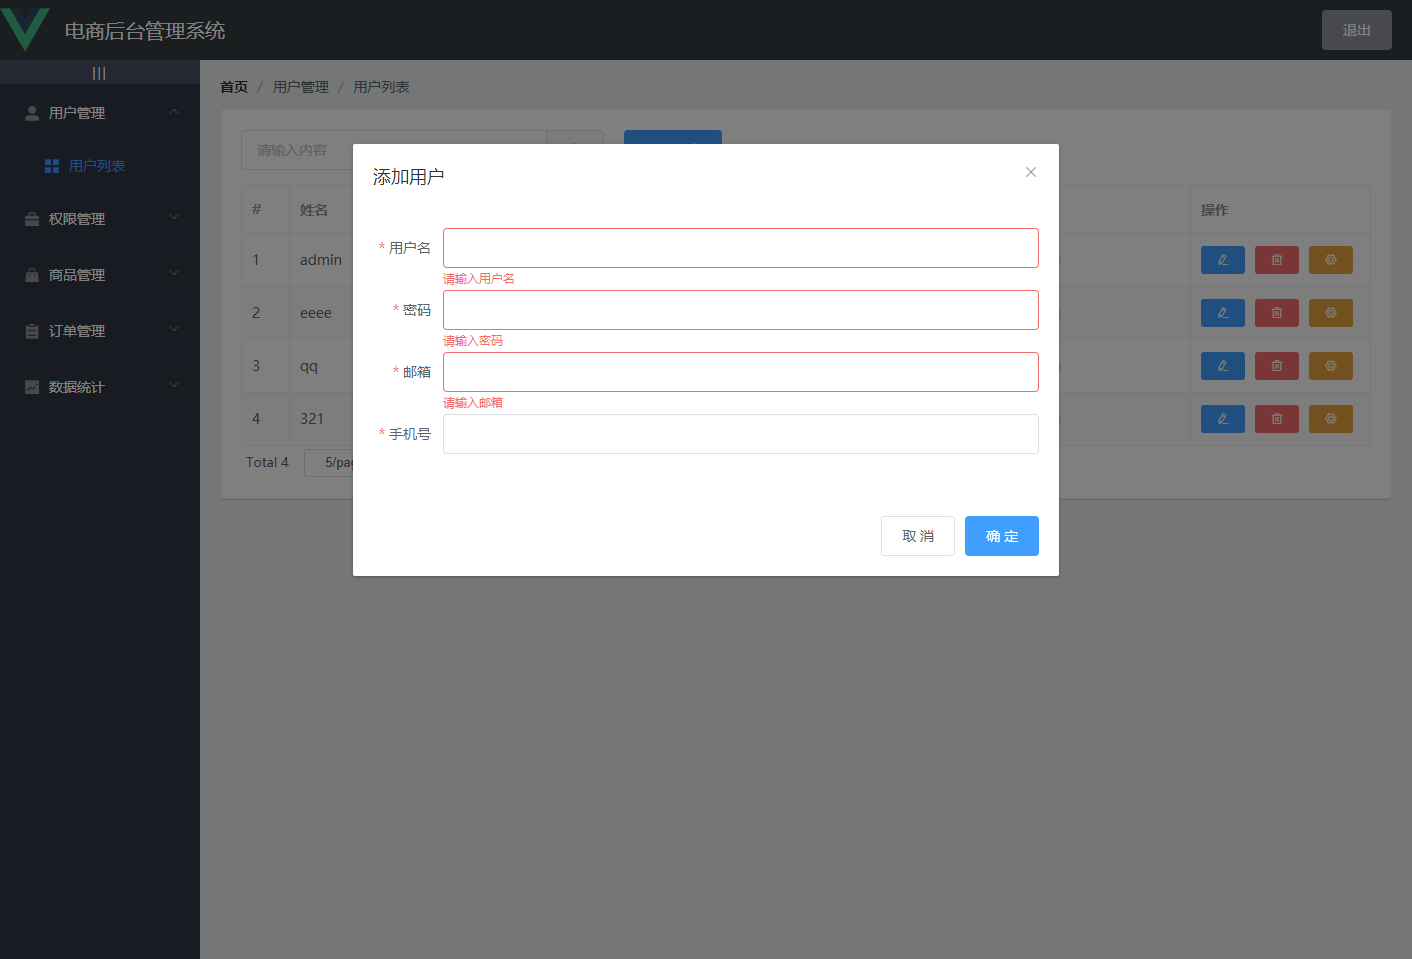 电商后台管理系统
退出
|||
首页 / 用户管理 / 用户列表
用户管理
用户列表
权限管理
商品管理
订单管理
数据统计
请输入内容
# 姓名 操作
1 admin
2 eeee
3 qq
4 321
Total 4 5/pag
添加用户
* 用户名
请输入用户名
* 密码
请输入密码
* 邮箱
请输入邮箱
* 手机号
取 消 确 定